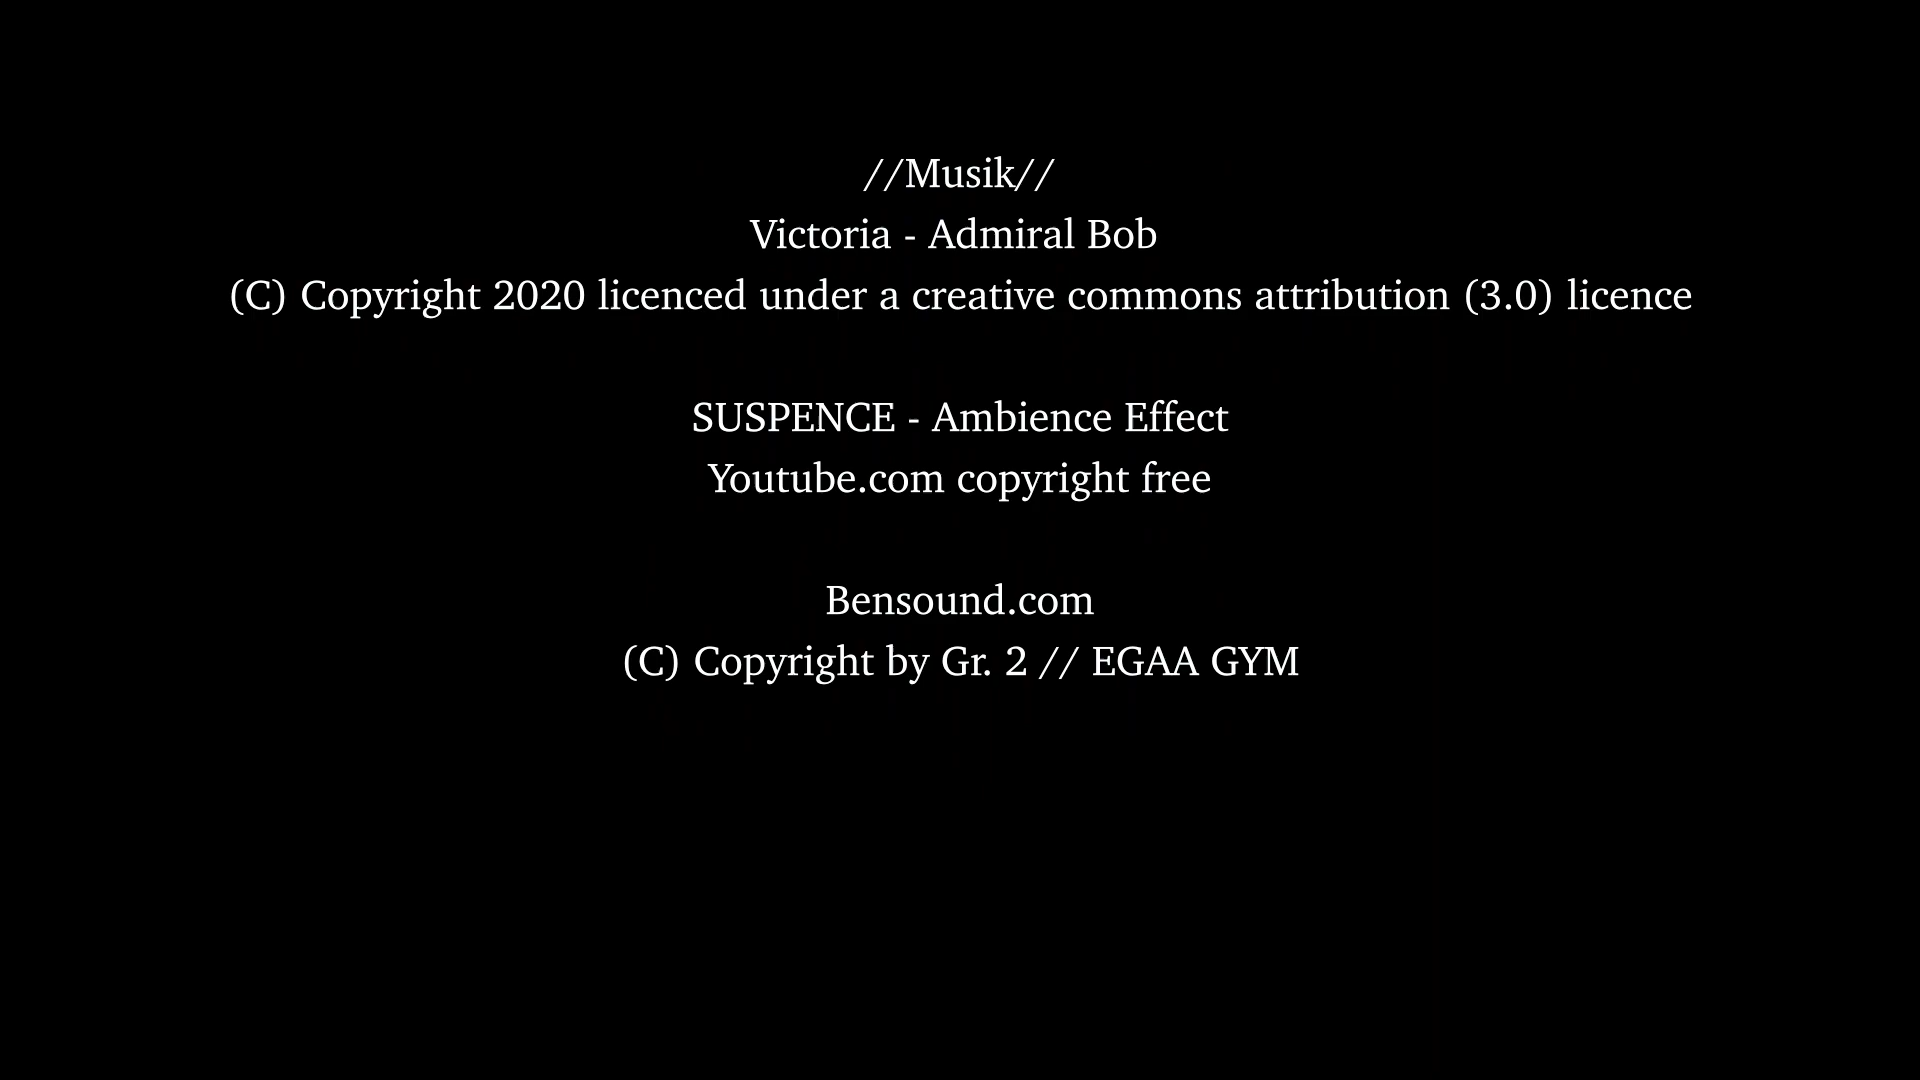 //Musik//
Victoria - Admiral Bob
(C) Copyright 2020 licenced under a creative commons attribution (3.0) licence
SUSPENCE - Ambience Effect
Youtube.com copyright free
Bensound.com
(C) Copyright by Gr. 2 // EGAA GYM